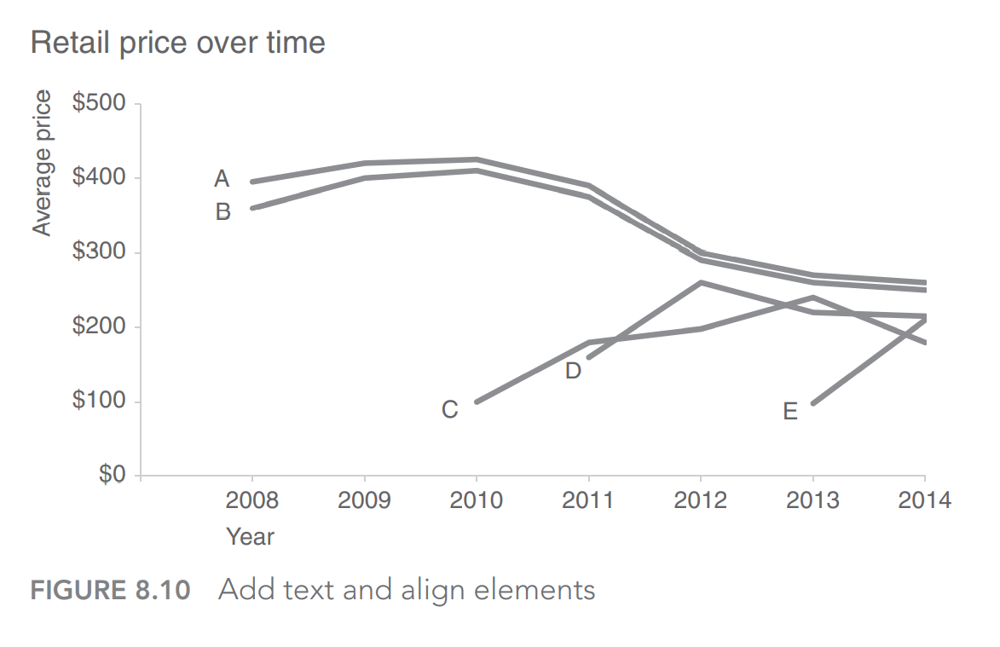 Retail price over time
Average price
$500
$400
$300
$200
$100
$0
A
B
C
D
E
2008 2009 2010 2011 2012 2013 2014
Year
FIGURE 8.10 Add text and align elements